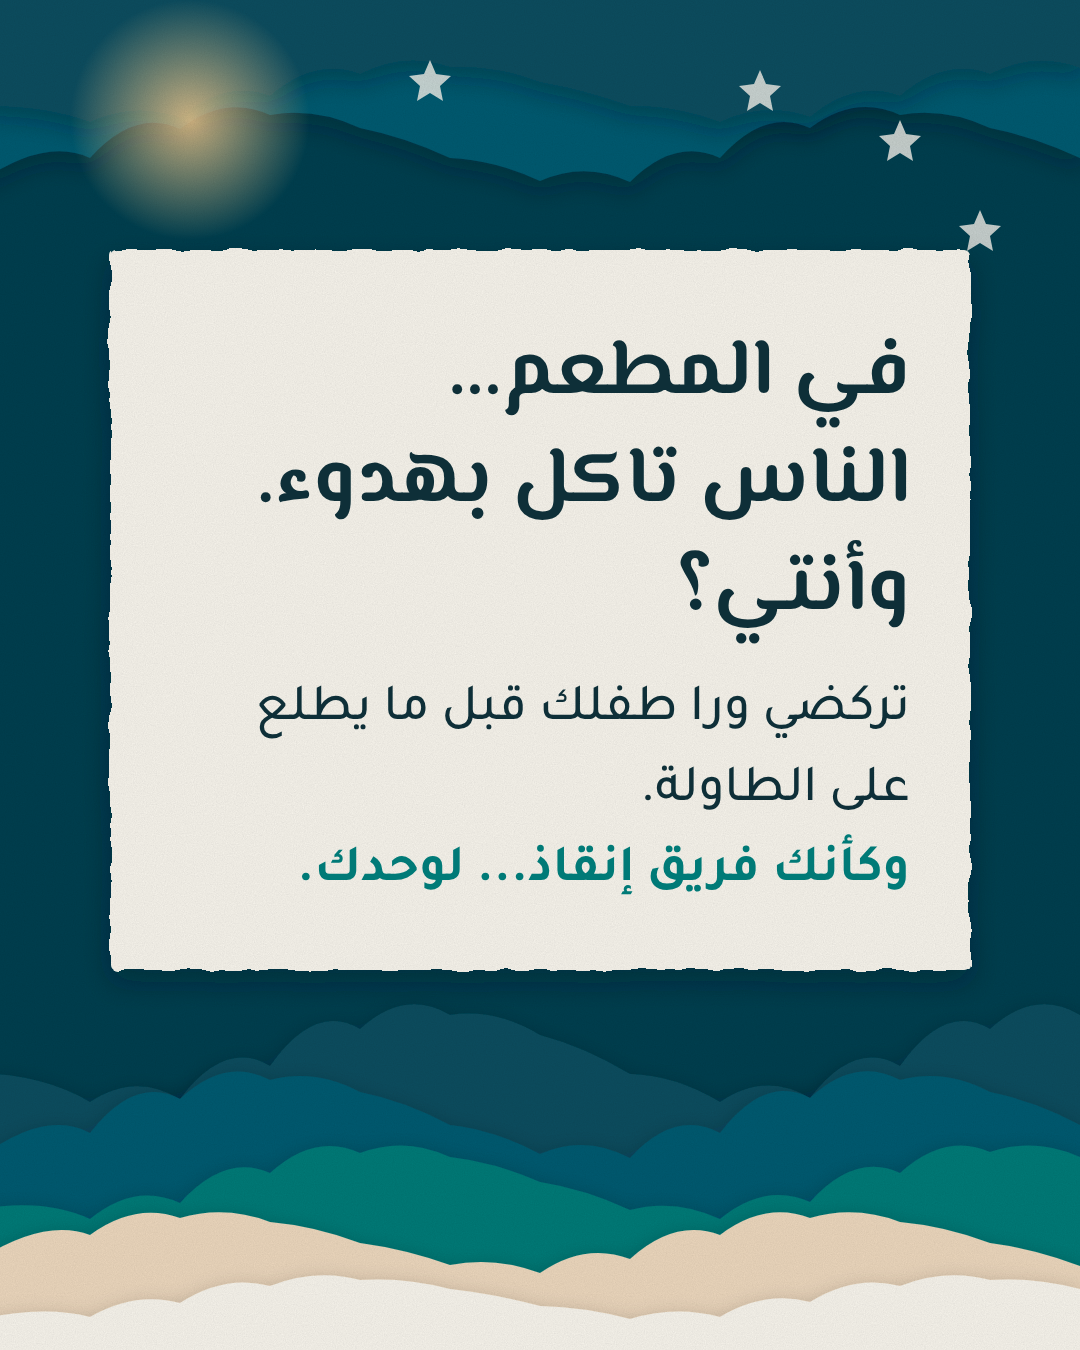 في المطعم...
الناس تاكل بهدوء.
وأنتي؟
تركضي ورا طفلك قبل ما يطلع
على الطاولة.
وكأنك فريق إنقاذ... لوحدك.